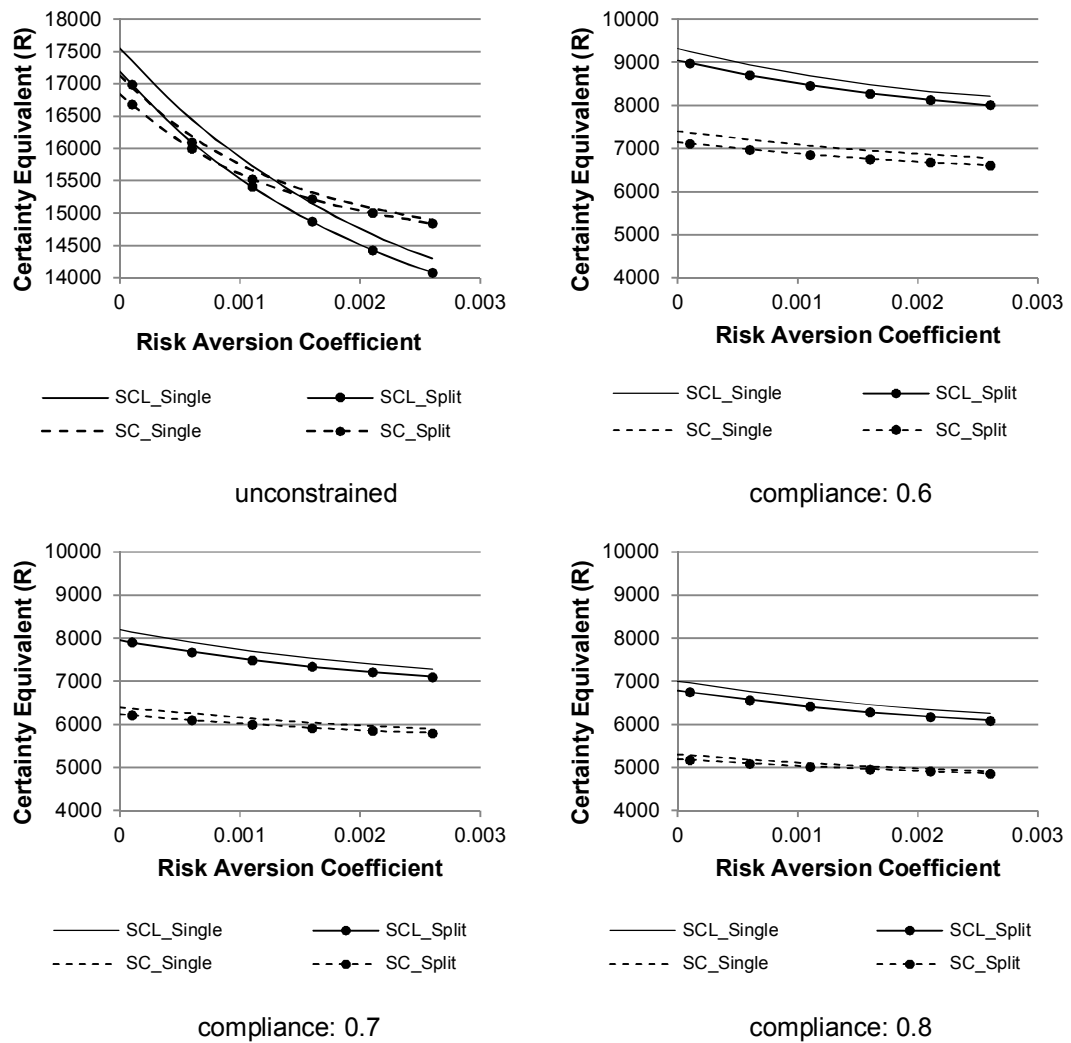 Certainty Equivalent (R)
18000
17500
17000
16500
16000
15500
15000
14500
14000
0
0.001
0.002
0.003
Risk Aversion Coefficient
SCL_Single
SCL_Split
SC_Single
SC_Split
unconstrained
Certainty Equivalent (R)
10000
9000
8000
7000
6000
5000
4000
0
0.001
0.002
0.003
Risk Aversion Coefficient
SCL_Single
SCL_Split
SC_Single
SC_Split
compliance: 0.6
Certainty Equivalent (R)
10000
9000
8000
7000
6000
5000
4000
0
0.001
0.002
0.003
Risk Aversion Coefficient
SCL_Single
SCL_Split
SC_Single
SC_Split
compliance: 0.7
Certainty Equivalent (R)
10000
9000
8000
7000
6000
5000
4000
0
0.001
0.002
0.003
Risk Aversion Coefficient
SCL_Single
SCL_Split
SC_Single
SC_Split
compliance: 0.8